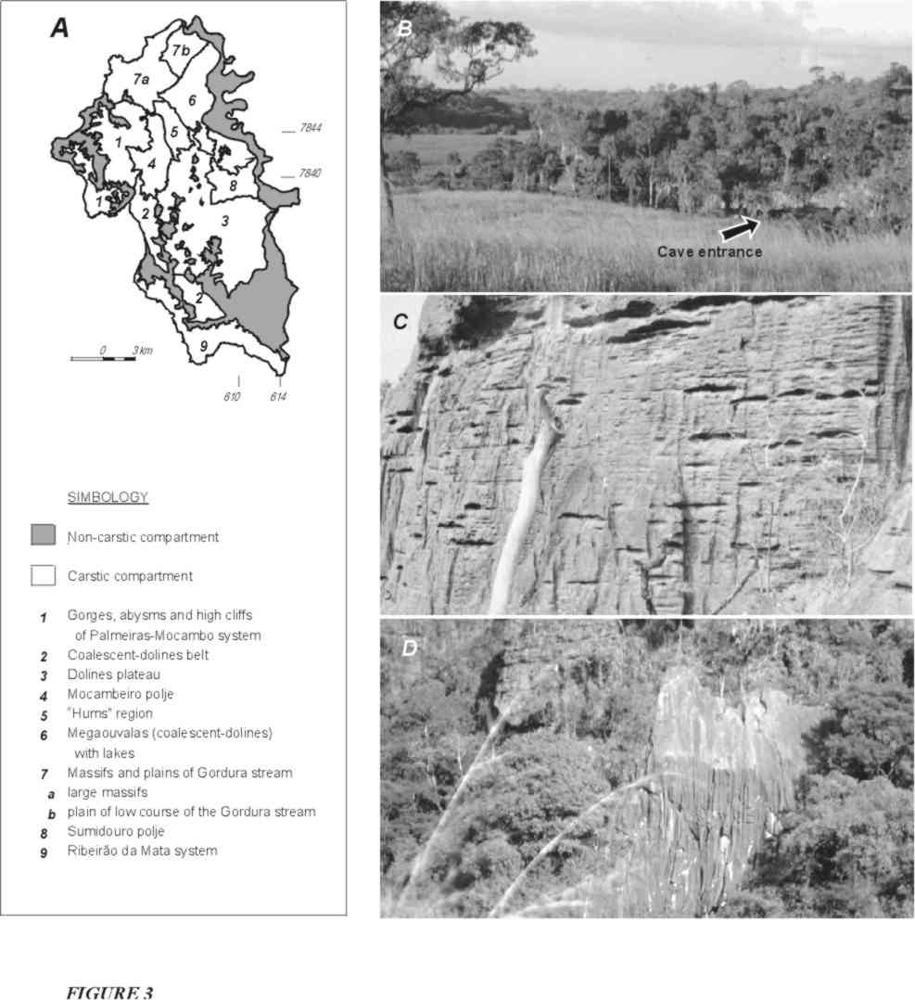 A
7b
7a
6
7844
1
5
4
7840
8
1
2
3
2
0 3 km
9
610 614
SIMBOLOGY
Non-carstic compartment
Carstic compartment
1 Gorges, abysms and high cliffs
of Palmeiras-Mocambo system
2 Coalescent-dolines belt
3 Dolines plateau
4 Mocambeiro polje
5 "Hums" region
6 Megaouvalas (coalescent-dolines)
with lakes
7 Massifs and plains of Gordura stream
a large massifs
b plain of low course of the Gordura stream
8 Sumidouro polje
9 Ribeirão da Mata system
B
Cave entrance
C
D
FIGURE 3